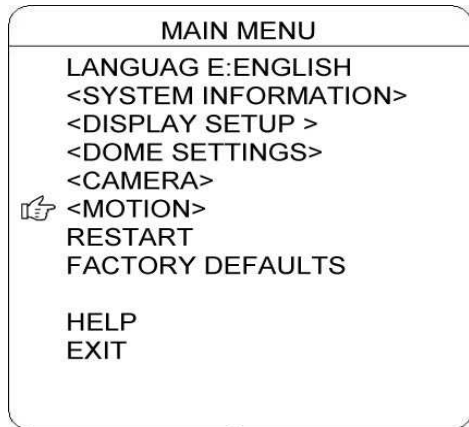 MAIN MENU
LANGUAG E:ENGLISH
<SYSTEM INFORMATION>
<DISPLAY SETUP >
<DOME SETTINGS>
<CAMERA>
<MOTION>
RESTART
FACTORY DEFAULTS
HELP
EXIT